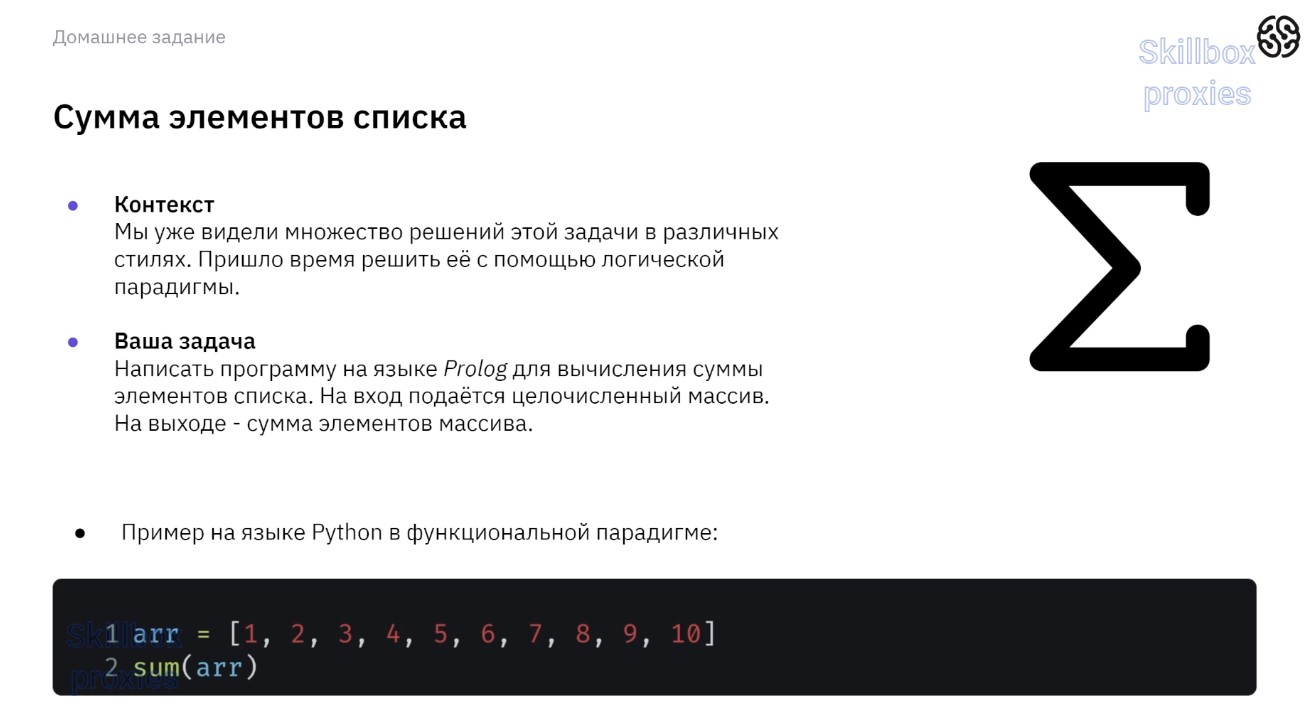 Домашнее задание
Skillbox
proxies
Сумма элементов списка
Контекст
Мы уже видели множество решений этой задачи в различных
стилях. Пришло время решить её с помощью логической
парадигмы.
Ваша задача
Написать программу на языке Prolog для вычисления суммы
элементов списка. На вход подаётся целочисленный массив.
На выходе - сумма элементов массива.
Пример на языке Python в функциональной парадигме:
1 arr = [1, 2, 3, 4, 5, 6, 7, 8, 9, 10]
2 sum(arr)
Skillbox
proxies